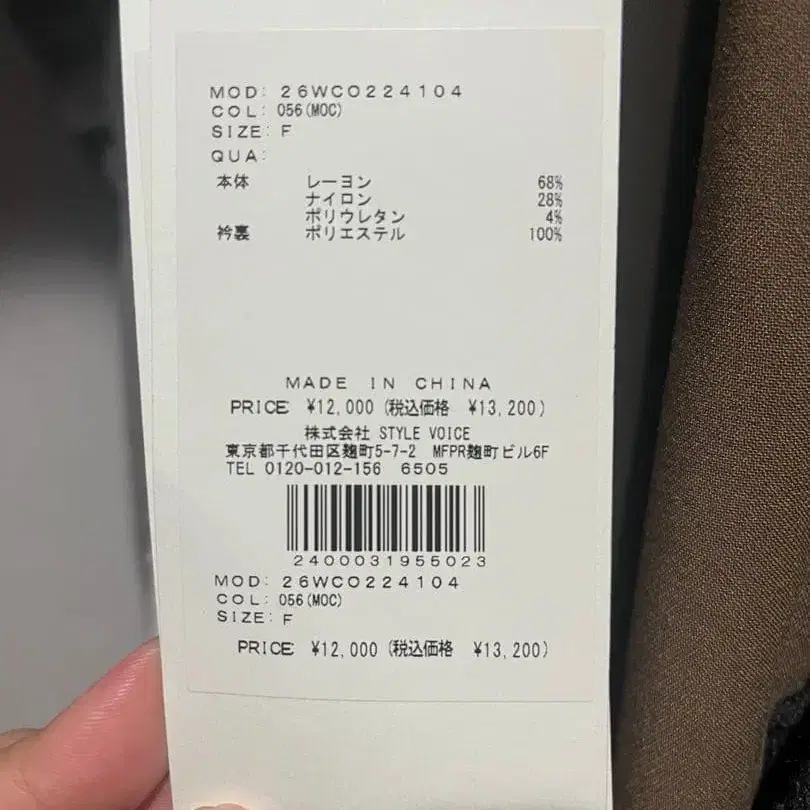 MOD: 26WCO224104
COL: 056(MOC)
SIZE: F
QUA:
本体 レーヨン 68%
ナイロン 28%
ポリウレタン 4%
衿裏 ポリエステル 100%
MADE IN CHINA
PRICE: ¥12,000 (税込価格 ¥13,200)
株式会社 STYLE VOICE
東京都千代田区麹町5-7-2 MFPR麹町ビル6F
TEL 0120-012-156 6505
2400031955023
MOD: 26WCO224104
COL: 056(MOC)
SIZE: F
PRICE: ¥12,000 (税込価格 ¥13,200)